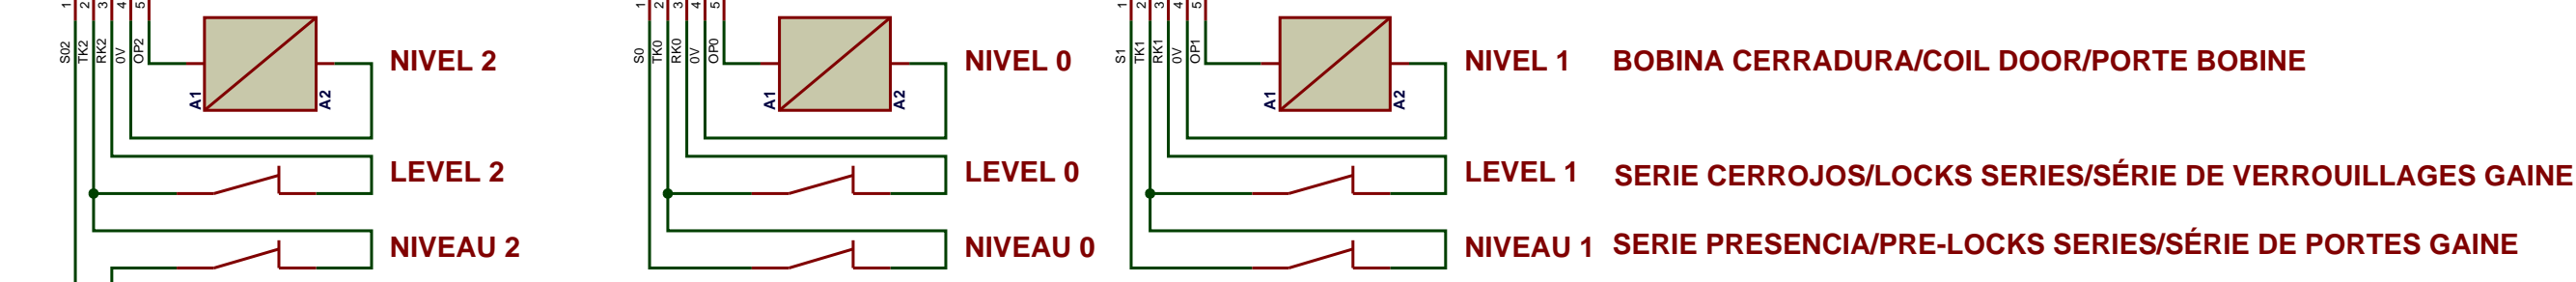 1 2 3 4 5
S02 TK2 RK2 0V OP2
A1 A2
NIVEL 2
LEVEL 2
NIVEAU 2
1 2 3 4 5
S0 TK0 RK0 0V OP0
A1 A2
NIVEL 0
LEVEL 0
NIVEAU 0
1 2 3 4 5
S1 TK1 RK1 0V OP1
A1 A2
NIVEL 1
LEVEL 1
NIVEAU 1
BOBINA CERRADURA/COIL DOOR/PORTE BOBINE
SERIE CERROJOS/LOCKS SERIES/SÉRIE DE VERROUILLAGES GAINE
SERIE PRESENCIA/PRE-LOCKS SERIES/SÉRIE DE PORTES GAINE